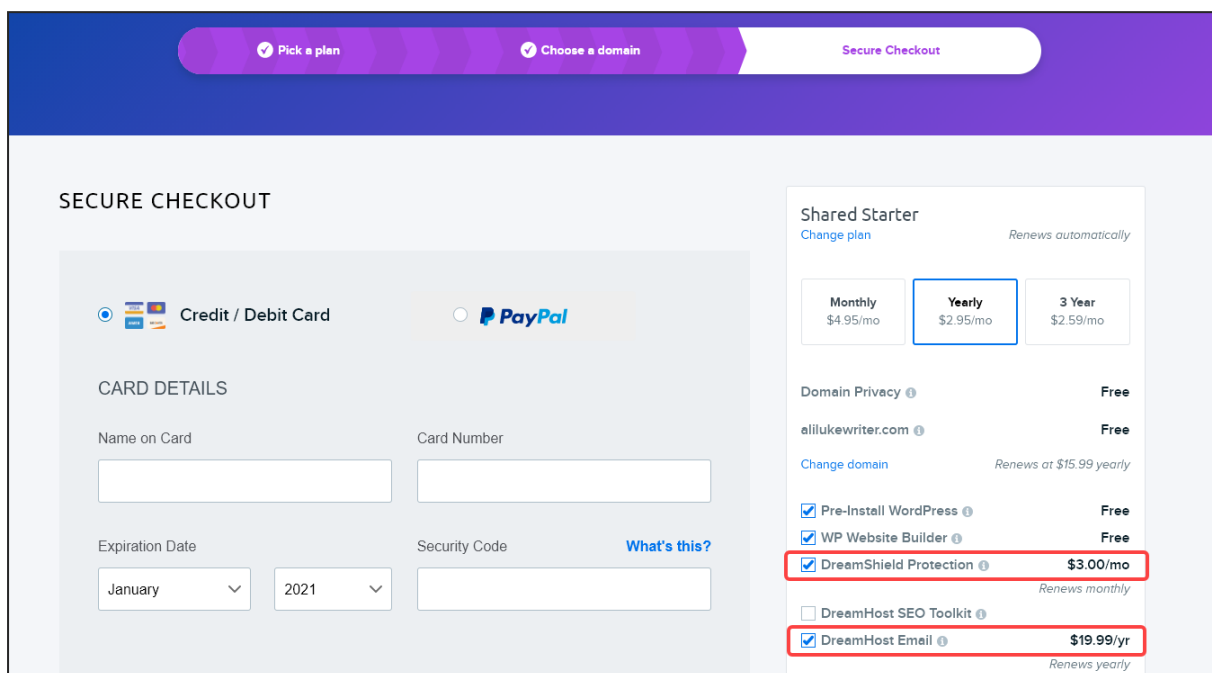 Pick a plan
Choose a domain
Secure Checkout
SECURE CHECKOUT
Credit / Debit Card
PayPal
CARD DETAILS
Name on Card
Card Number
Expiration Date
Security Code
What's this?
January
2021
Shared Starter
Change plan
Renews automatically
Monthly
$4.95/mo
Yearly
$2.95/mo
3 Year
$2.59/mo
Domain Privacy
Free
alilukewriter.com
Free
Change domain
Renews at $15.99 yearly
Pre-Install WordPress
Free
WP Website Builder
Free
DreamShield Protection
$3.00/mo
Renews monthly
DreamHost SEO Toolkit
DreamHost Email
$19.99/yr
Renews yearly